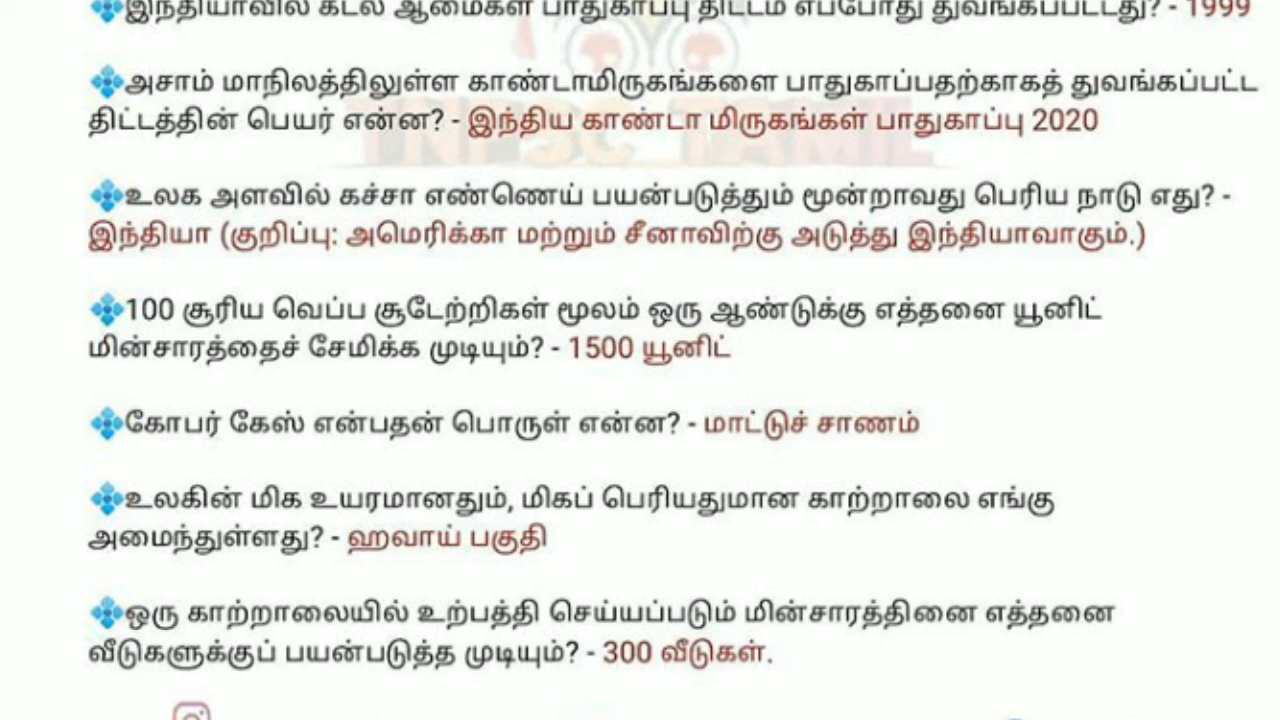 💠இந்தியாவில் கடல் ஆமைகள் பாதுகாப்பு திட்டம் எப்போது துவங்கப்பட்டது? - 1999
💠அசாம் மாநிலத்திலுள்ள காண்டாமிருகங்களை பாதுகாப்பதற்காகத் துவங்கப்பட்ட
திட்டத்தின் பெயர் என்ன? - இந்திய காண்டா மிருகங்கள் பாதுகாப்பு 2020
TNPSC TAMIL
💠உலக அளவில் கச்சா எண்ணெய் பயன்படுத்தும் மூன்றாவது பெரிய நாடு எது? -
இந்தியா (குறிப்பு: அமெரிக்கா மற்றும் சீனாவிற்கு அடுத்து இந்தியாவாகும்.)
💠100 சூரிய வெப்ப சூடேற்றிகள் மூலம் ஒரு ஆண்டுக்கு எத்தனை யூனிட்
மின்சாரத்தைச் சேமிக்க முடியும்? - 1500 யூனிட்
💠கோபர் கேஸ் என்பதன் பொருள் என்ன? - மாட்டுச் சாணம்
💠உலகின் மிக உயரமானதும், மிகப் பெரியதுமான காற்றாலை எங்கு
அமைந்துள்ளது? - ஹவாய் பகுதி
💠ஒரு காற்றாலையில் உற்பத்தி செய்யப்படும் மின்சாரத்தினை எத்தனை
வீடுகளுக்குப் பயன்படுத்த முடியும்? - 300 வீடுகள்.